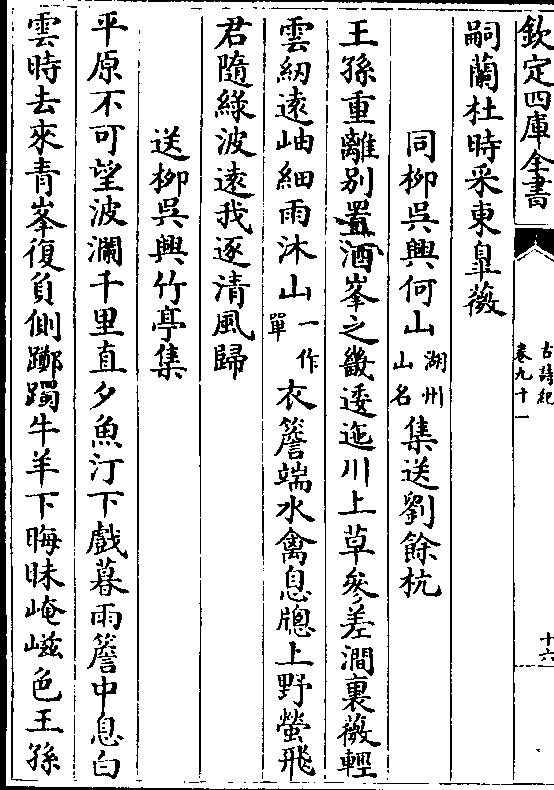 欽定四庫全書
古詩紀
卷九十一
十六
嗣蘭杜時采東皐薇
同柳吳興何山湖州山名集送劉餘杭
王孫重離別置酒峯之畿逶迤川上草參差澗裏薇輕
雲紉遠岫細雨沐山一作單衣簷端水禽息牕上野螢飛
君隨綠波遠我逐清風歸
送柳吳興竹亭集
平原不可望波瀾千里直夕魚汀下戲暮雨簷中息白
雲時去來青峯復負側躑躅牛羊下晦昧崦嵫色王孫